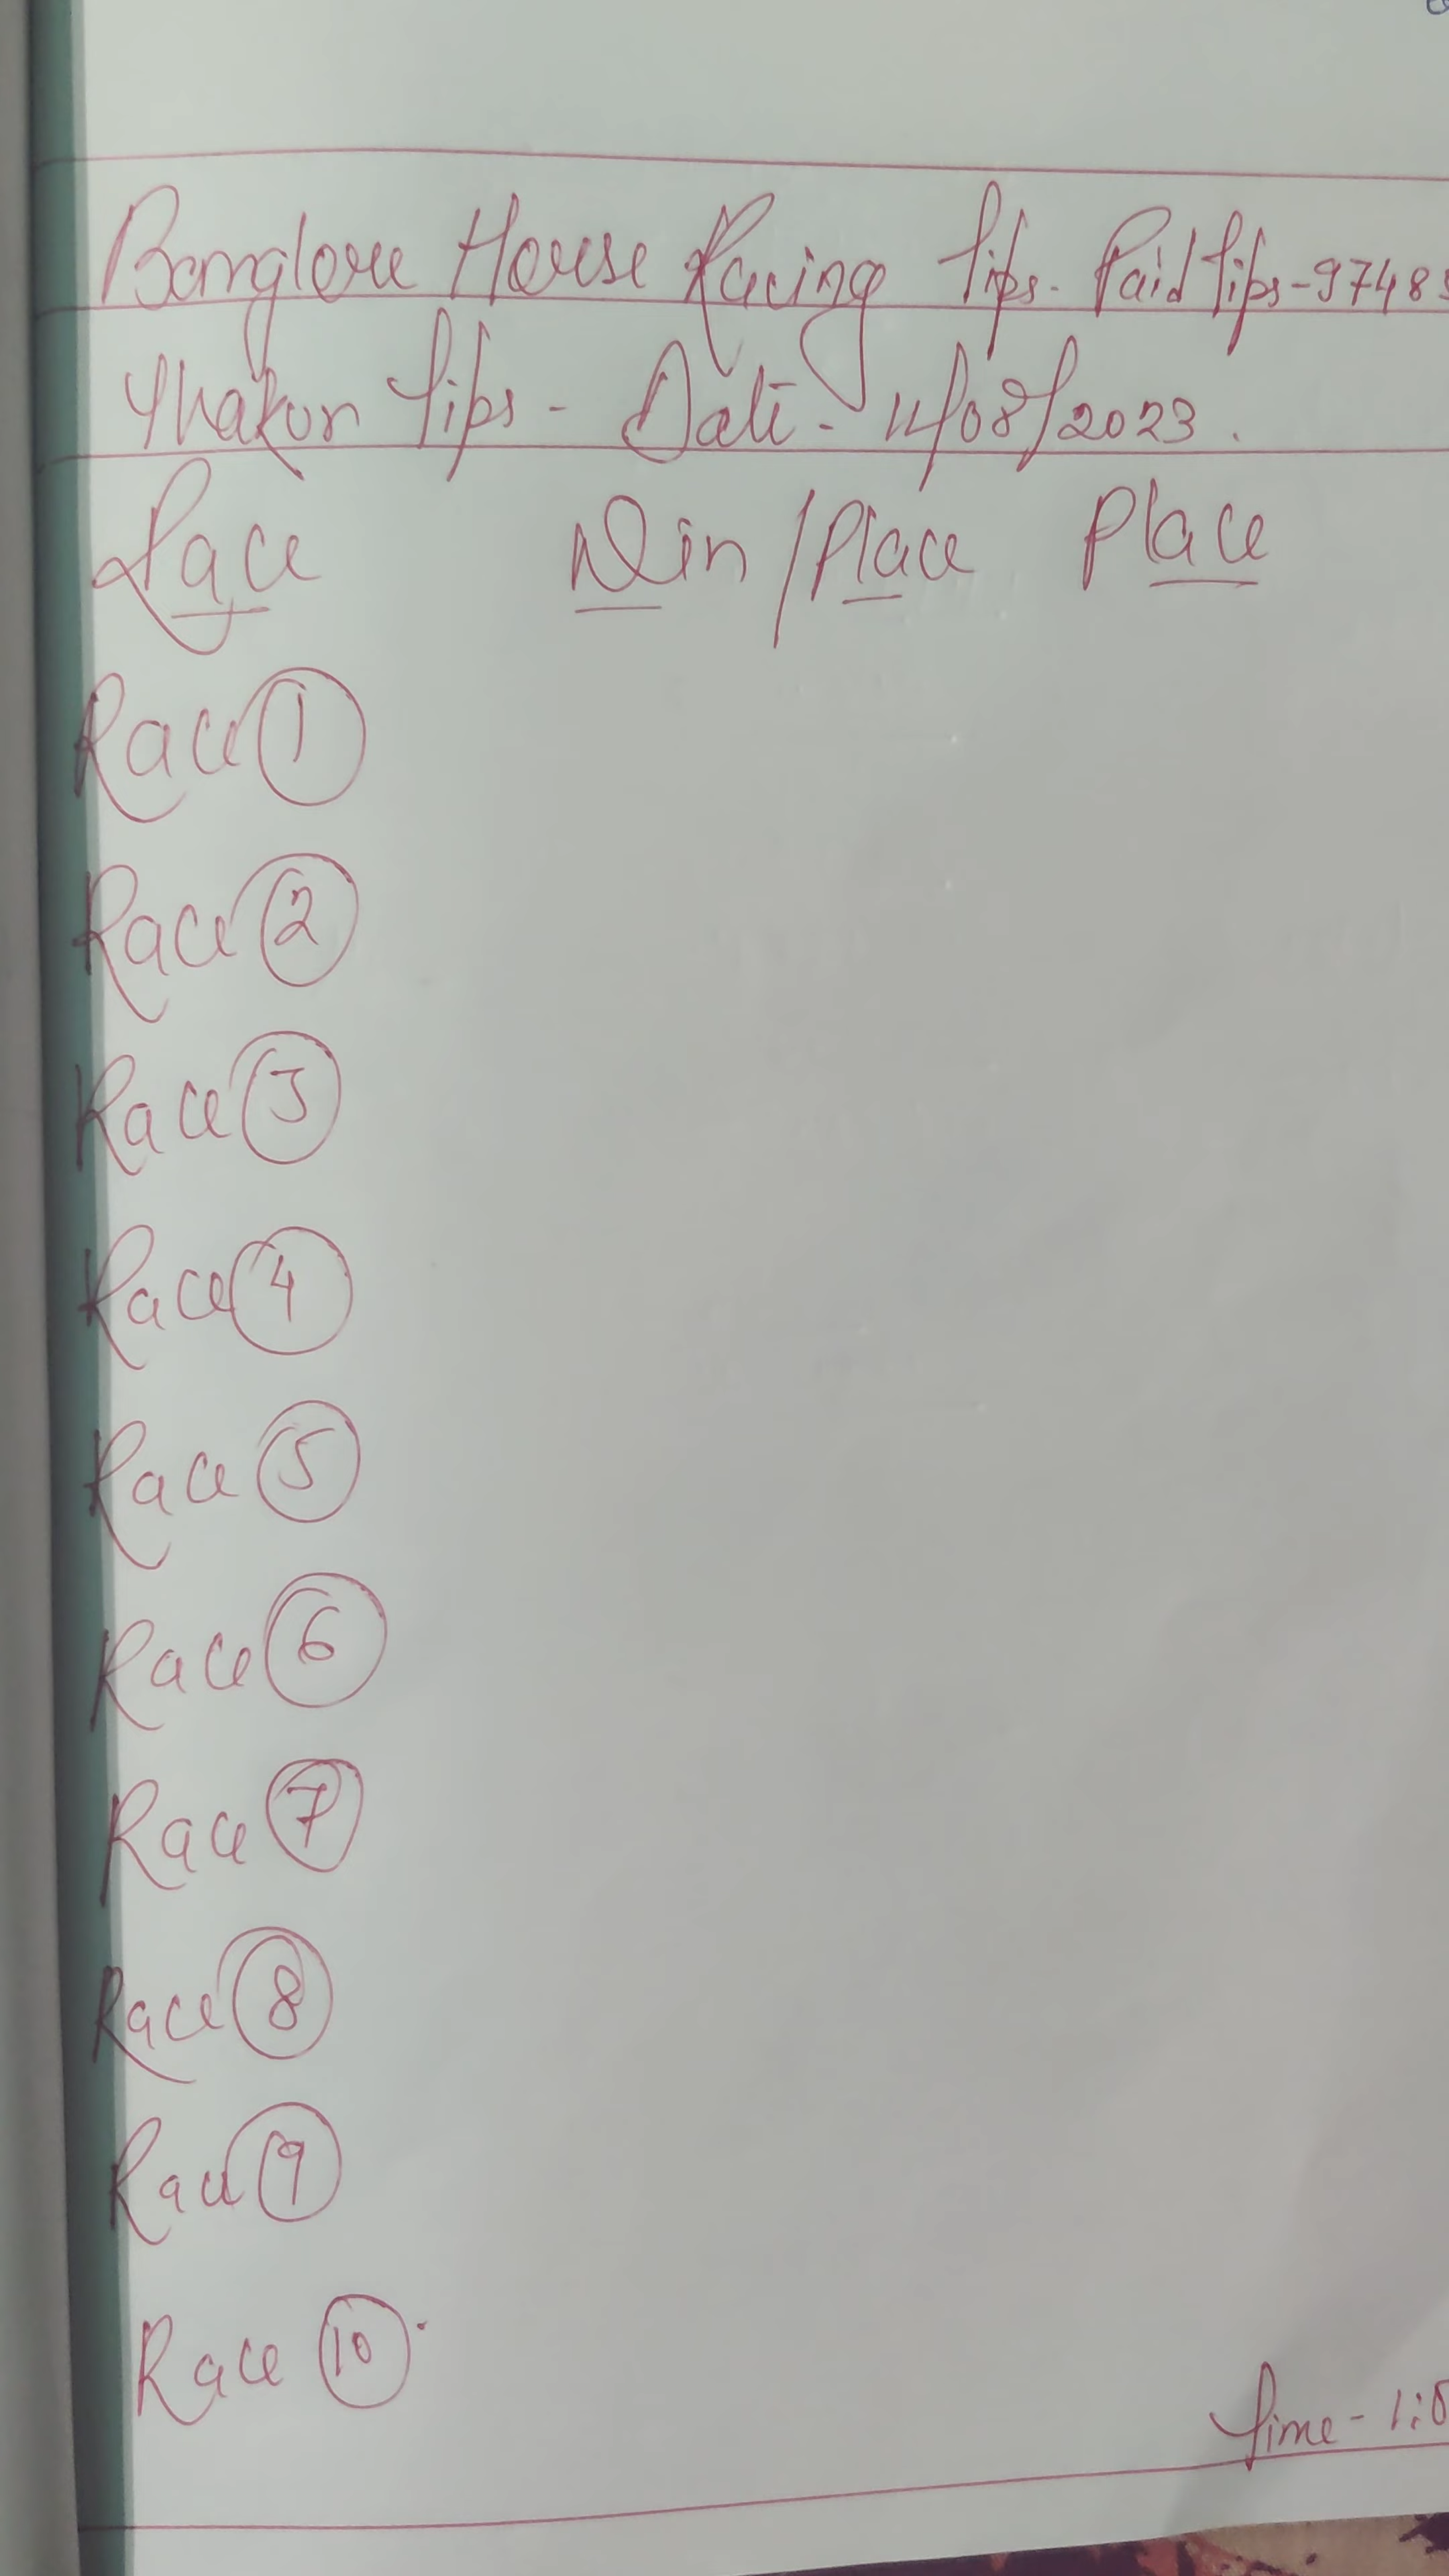 Banglore Horse Racing Tips - Paid Tips - 9748
Thakur Tips - Date - 11/08/2023.
Race Win / Place Place
Race 1
Race 2
Race 3
Race 4
Race 5
Race 6
Race 7
Race 8
Race 9
Race 10
Time - 1:0